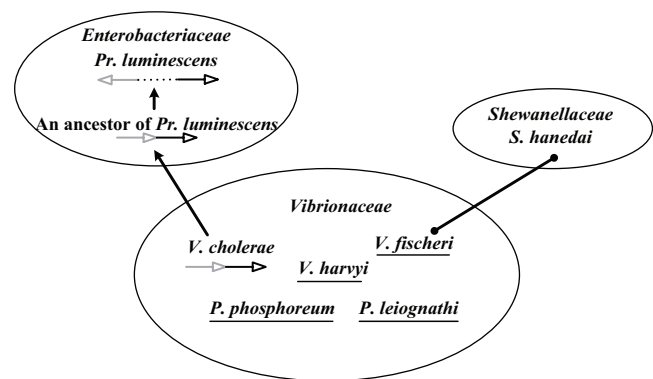 Enterobacteriaceae
Pr. luminescens
An ancestor of Pr. luminescens
Shewanellaceae
S. hanedai
Vibrionaceae
V. cholerae
V. fischeri
V. harvyi
P. phosphoreum
P. leiognathi